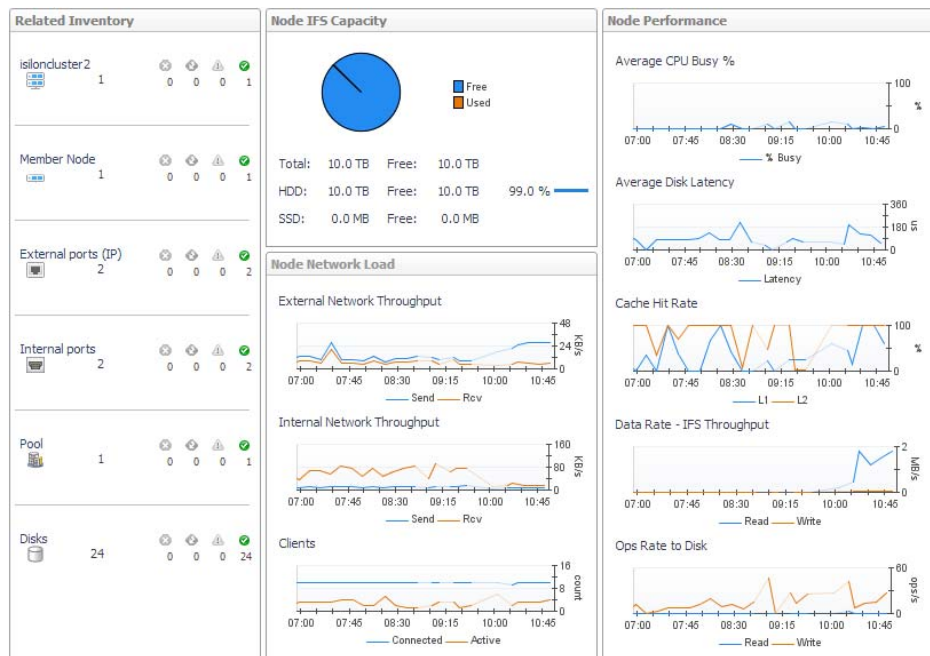 Related Inventory
isiloncluster2
1
0 0 0 1
Member Node
1
0 0 0 1
External ports (IP)
2
0 0 0 2
Internal ports
2
0 0 0 2
Pool
1
0 0 0 1
Disks
24
0 0 0 24
Node IFS Capacity
Free
Used
Total: 10.0 TB Free: 10.0 TB
HDD: 10.0 TB Free: 10.0 TB 99.0 %
SSD: 0.0 MB Free: 0.0 MB
Node Network Load
External Network Throughput
48
24
0
KB/s
07:00 07:45 08:30 09:15 10:00 10:45
Send Rcv
Internal Network Throughput
160
80
0
KB/s
07:00 07:45 08:30 09:15 10:00 10:45
Send Rcv
Clients
16
8
0
count
07:00 07:45 08:30 09:15 10:00 10:45
Connected Active
Node Performance
Average CPU Busy %
100
0
%
07:00 07:45 08:30 09:15 10:00 10:45
% Busy
Average Disk Latency
360
180
0
us
07:00 07:45 08:30 09:15 10:00 10:45
Latency
Cache Hit Rate
100
0
%
07:00 07:45 08:30 09:15 10:00 10:45
L1 L2
Data Rate - IFS Throughput
2
0
MB/s
07:00 07:45 08:30 09:15 10:00 10:45
Read Write
Ops Rate to Disk
60
0
ops/s
07:00 07:45 08:30 09:15 10:00 10:45
Read Write